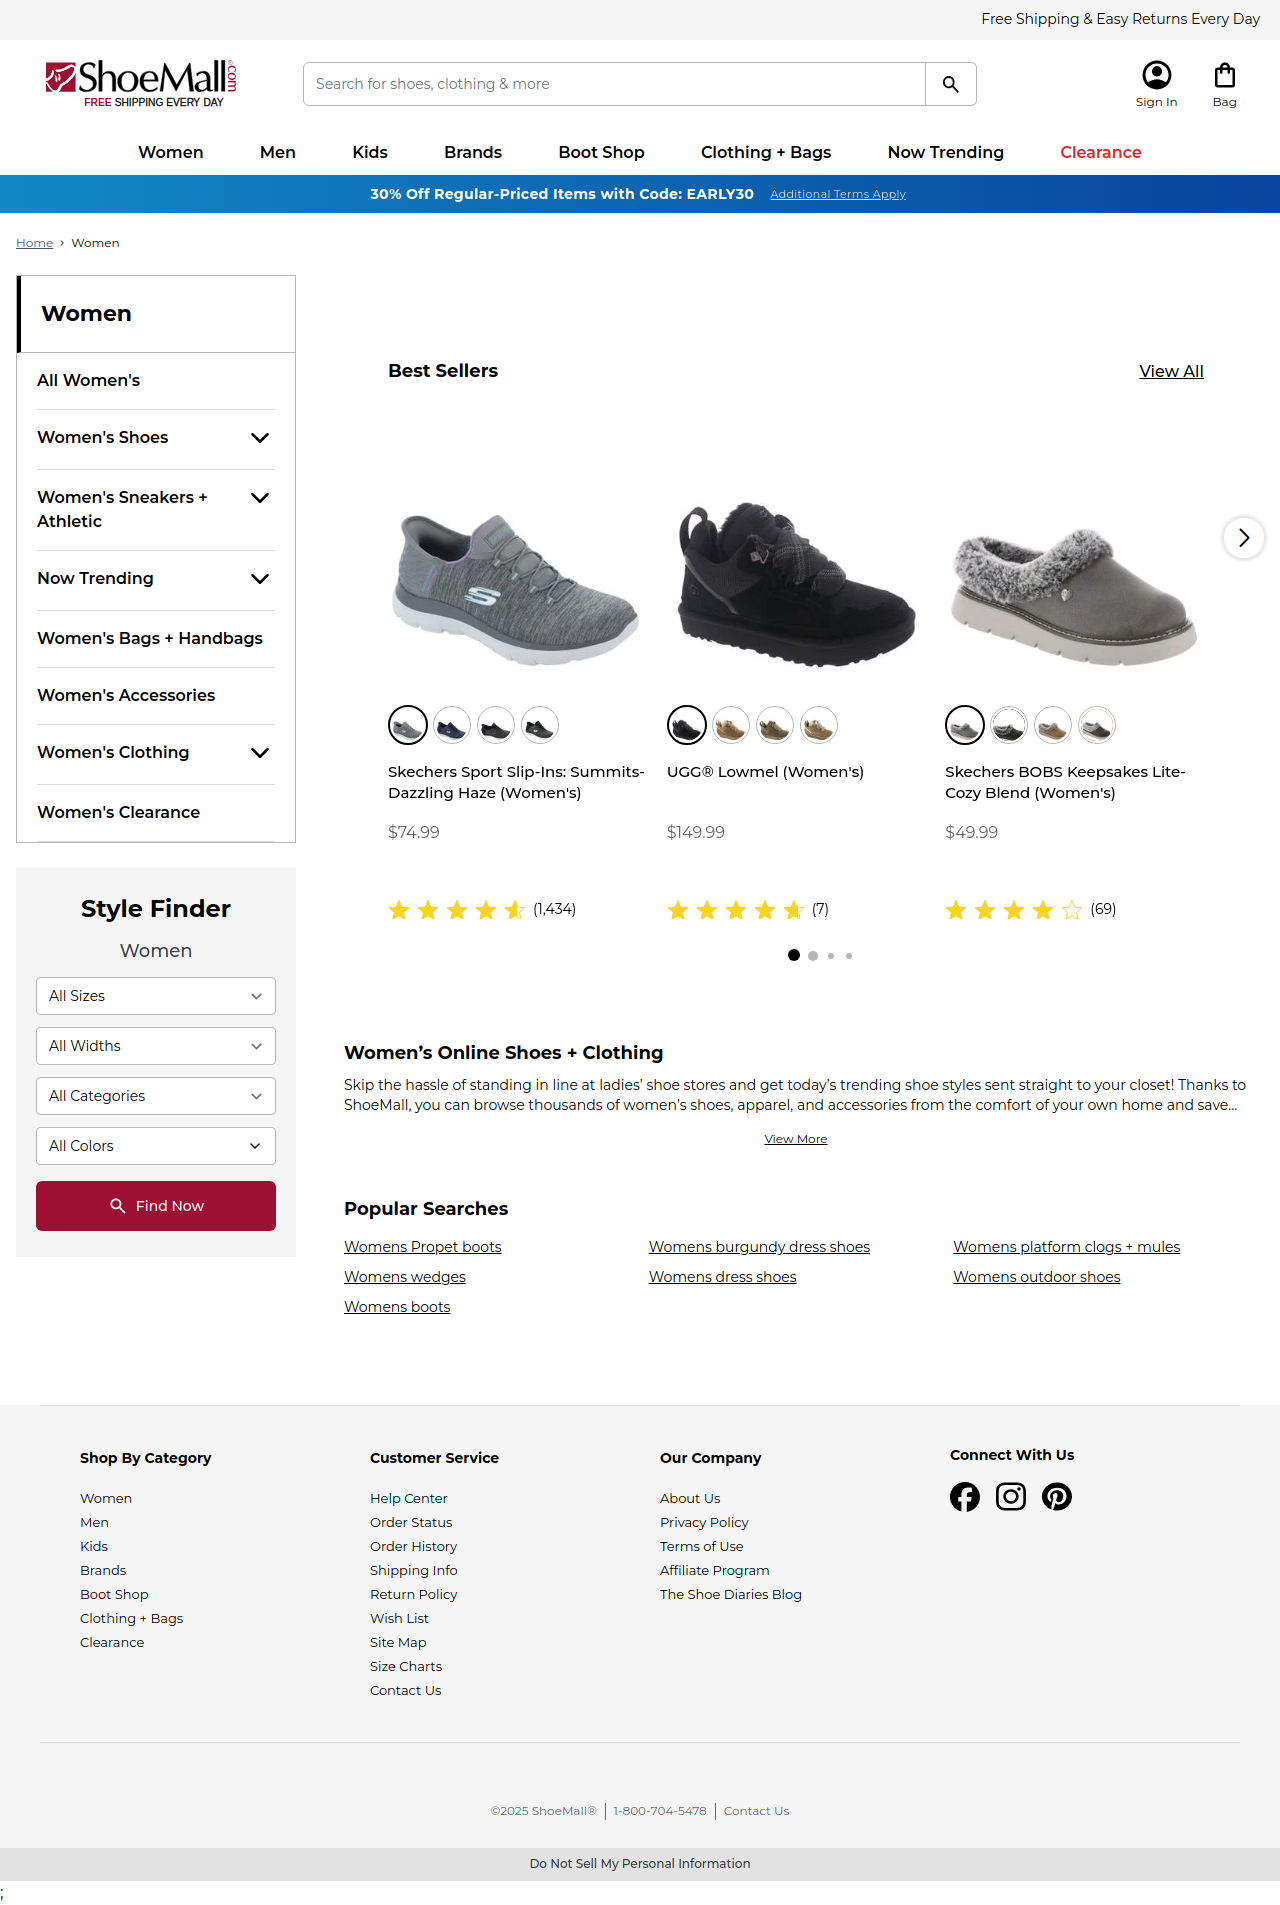 Free Shipping & Easy Returns Every Day
ShoeMall®.com
FREE SHIPPING EVERY DAY
Search for shoes, clothing & more
Sign In
Bag
Women
Men
Kids
Brands
Boot Shop
Clothing + Bags
Now Trending
Clearance
30% Off Regular-Priced Items with Code: EARLY30
Additional Terms Apply
Home › Women
Women
All Women's
Women's Shoes
Women's Sneakers +
Athletic
Now Trending
Women's Bags + Handbags
Women's Accessories
Women's Clothing
Women's Clearance
Style Finder
Women
All Sizes
All Widths
All Categories
All Colors
Find Now
Best Sellers
View All
Skechers Sport Slip-Ins: Summits-
Dazzling Haze (Women's)
$74.99
(1,434)
UGG® Lowmel (Women's)
$149.99
(7)
Skechers BOBS Keepsakes Lite-
Cozy Blend (Women's)
$49.99
(69)
Women’s Online Shoes + Clothing
Skip the hassle of standing in line at ladies’ shoe stores and get today’s trending shoe styles sent straight to your closet! Thanks to
ShoeMall, you can browse thousands of women’s shoes, apparel, and accessories from the comfort of your own home and save...
View More
Popular Searches
Womens Propet boots
Womens burgundy dress shoes
Womens platform clogs + mules
Womens wedges
Womens dress shoes
Womens outdoor shoes
Womens boots
Shop By Category
Women
Men
Kids
Brands
Boot Shop
Clothing + Bags
Clearance
Customer Service
Help Center
Order Status
Order History
Shipping Info
Return Policy
Wish List
Site Map
Size Charts
Contact Us
Our Company
About Us
Privacy Policy
Terms of Use
Affiliate Program
The Shoe Diaries Blog
Connect With Us
©2025 ShoeMall®
1-800-704-5478
Contact Us
Do Not Sell My Personal Information
;